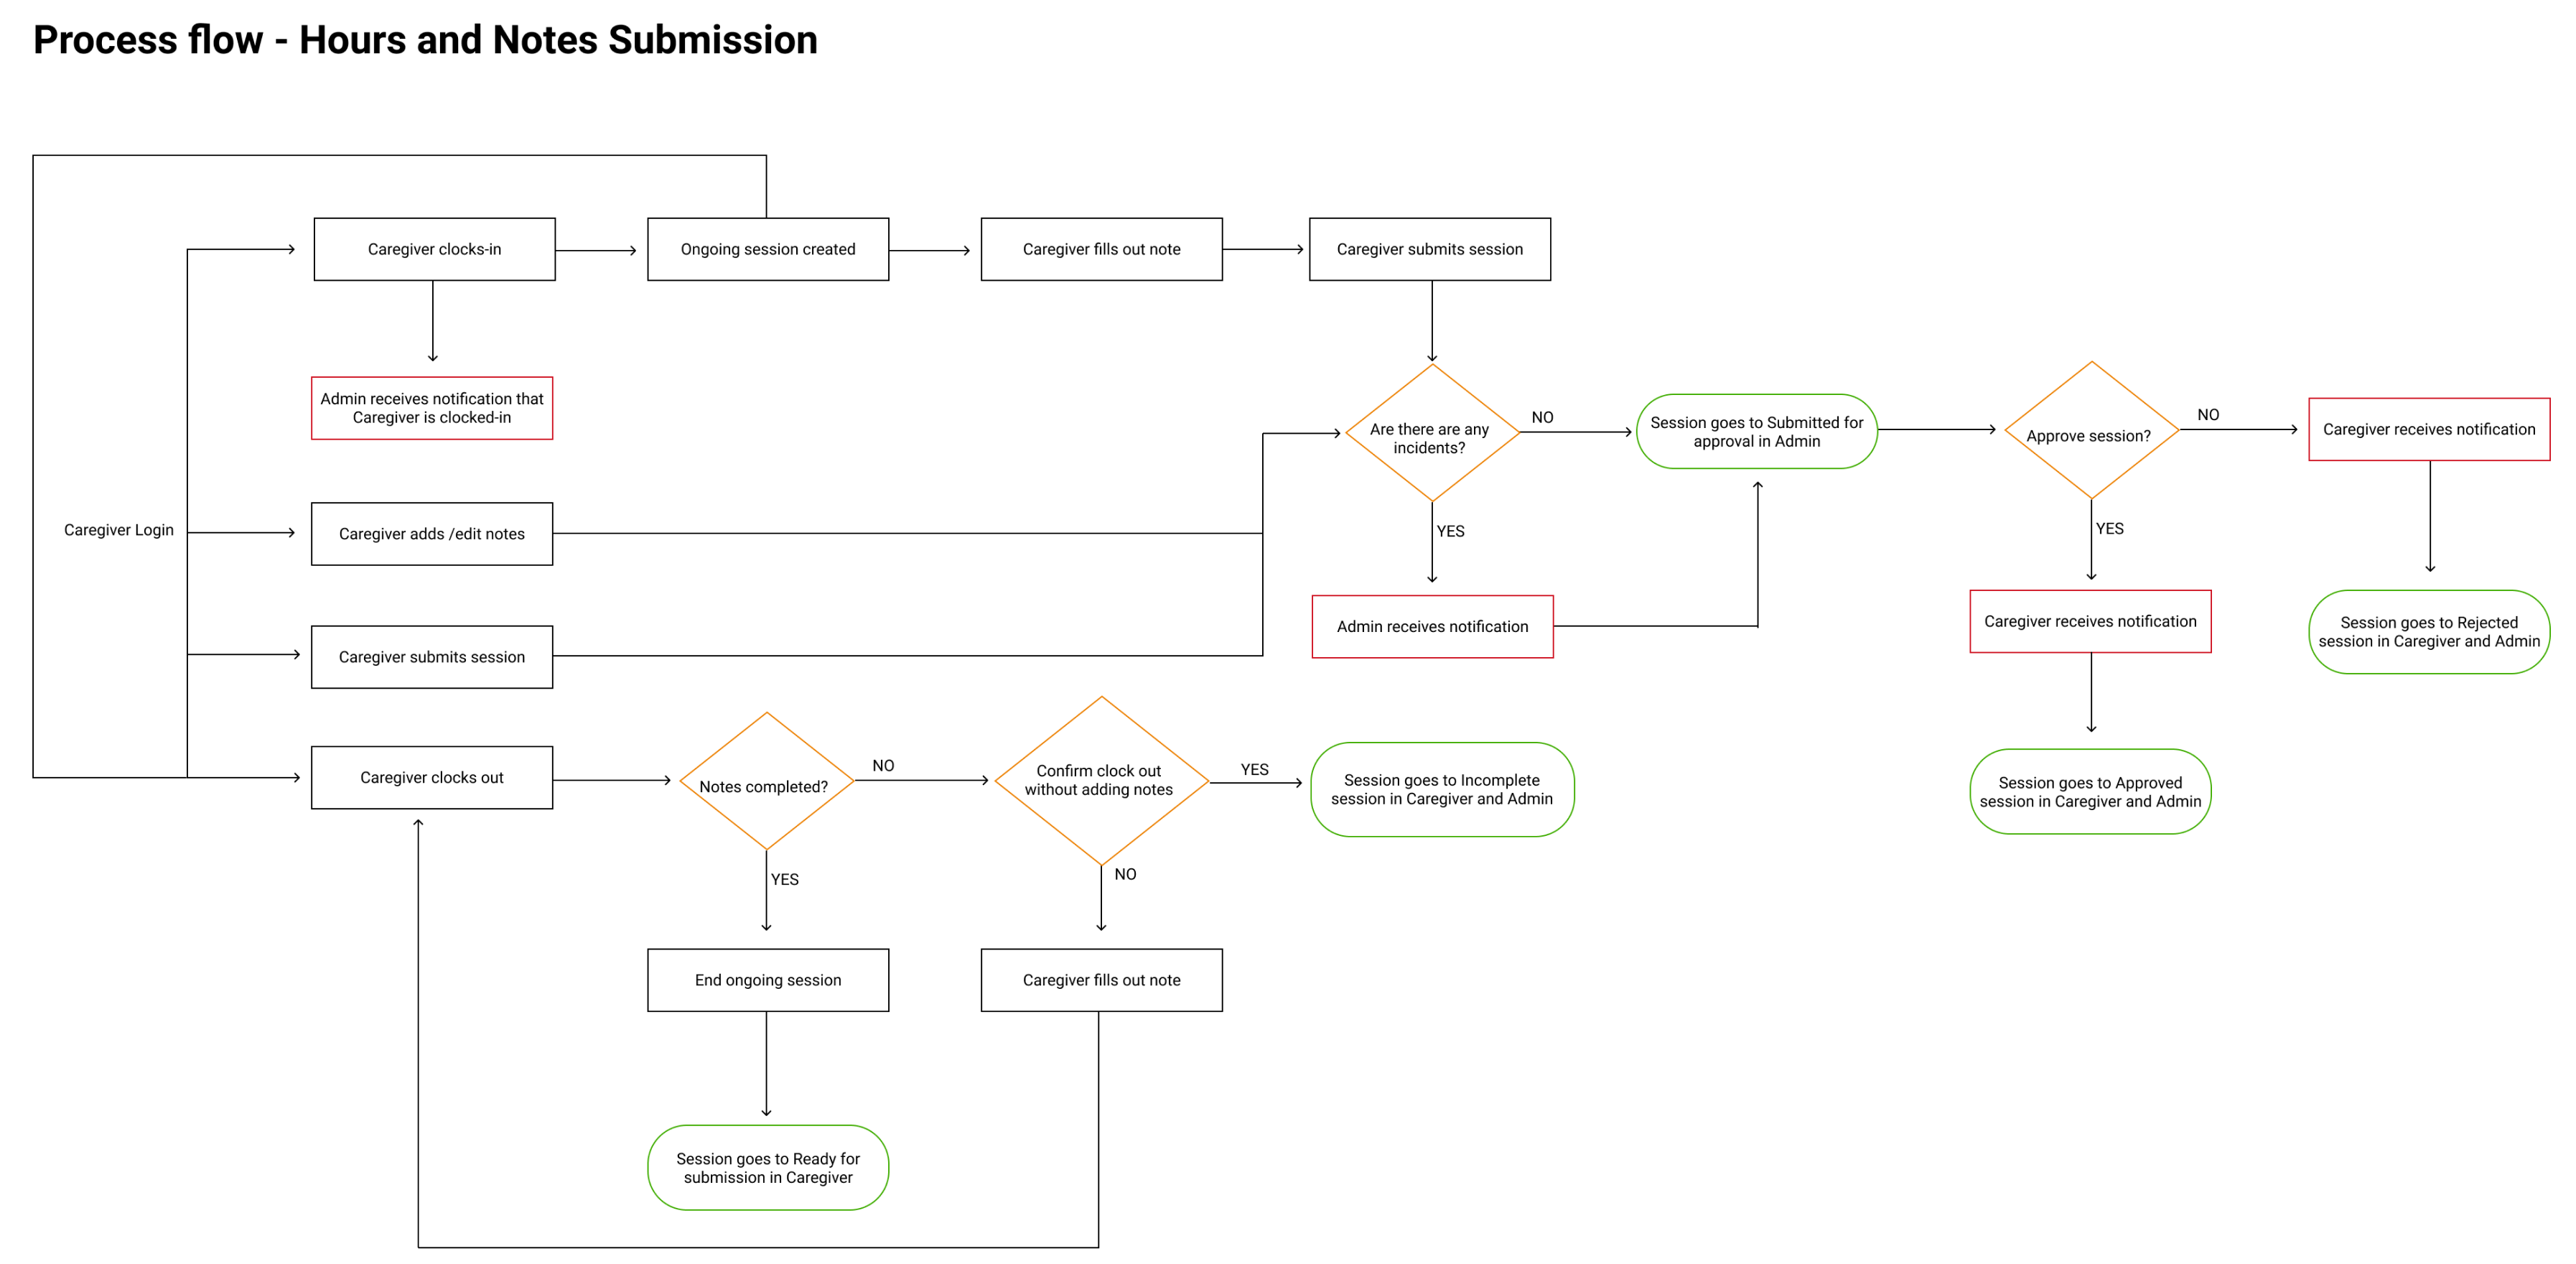 Process flow - Hours and Notes Submission
Caregiver clocks-in
Ongoing session created
Caregiver fills out note
Caregiver submits session
Admin receives notification that
Caregiver is clocked-in
Are there are any
incidents?
NO
Session goes to Submitted for
approval in Admin
Approve session?
NO
Caregiver receives notification
Caregiver Login
Caregiver adds /edit notes
YES
YES
Admin receives notification
Caregiver receives notification
Session goes to Rejected
session in Caregiver and Admin
Caregiver submits session
Caregiver clocks out
Notes completed?
NO
Confirm clock out
without adding notes
YES
Session goes to Incomplete
session in Caregiver and Admin
Session goes to Approved
session in Caregiver and Admin
YES
NO
End ongoing session
Caregiver fills out note
Session goes to Ready for
submission in Caregiver